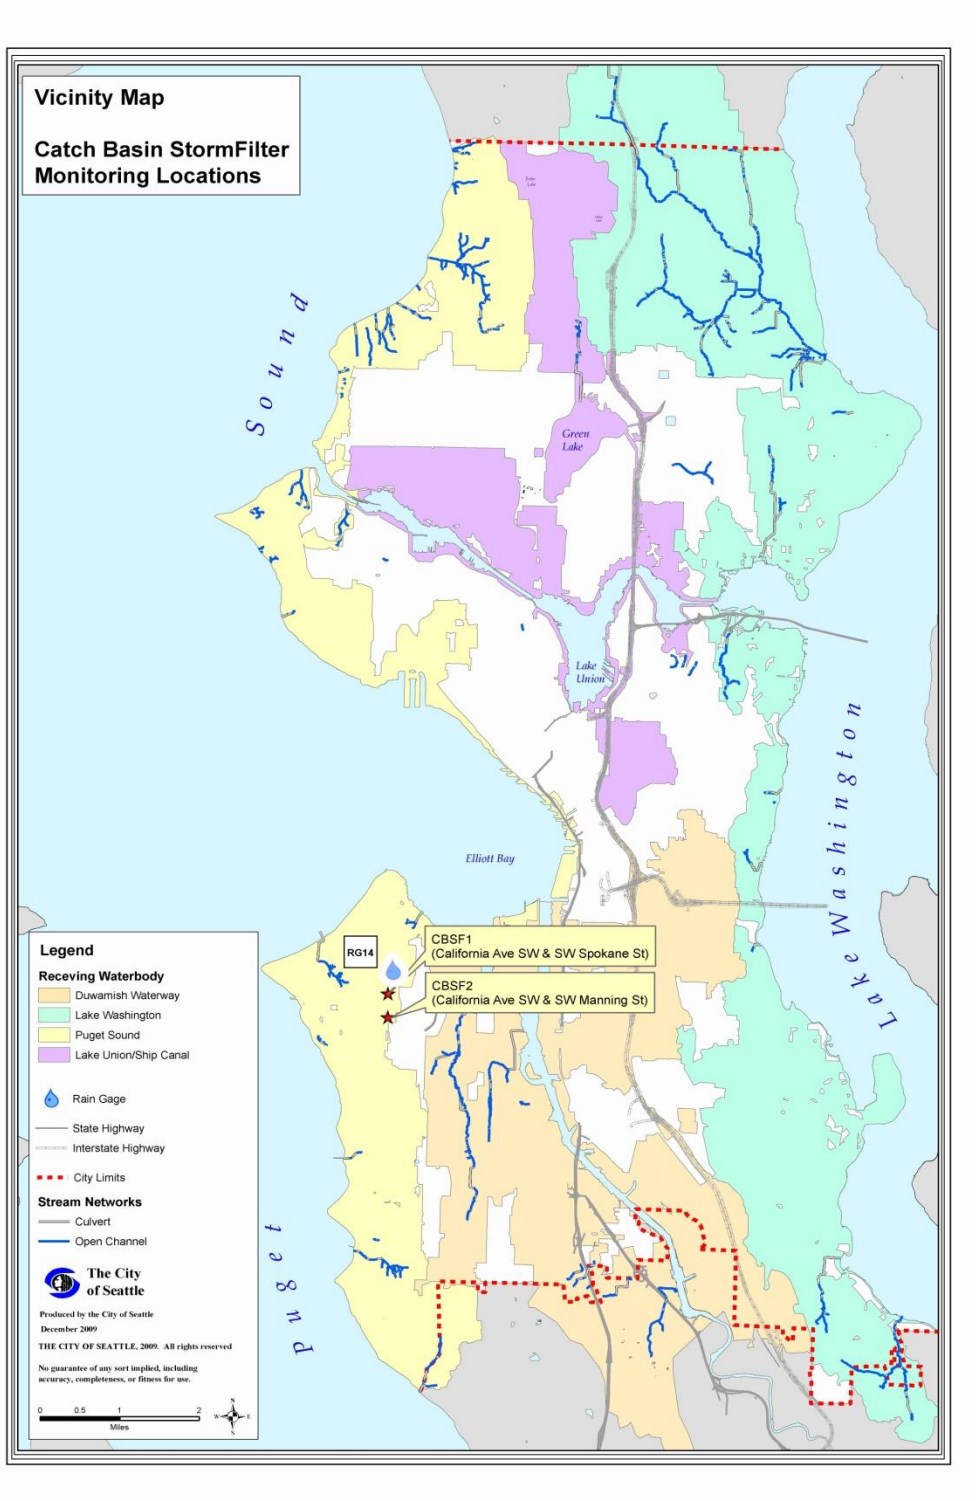 Vicinity Map
Catch Basin StormFilter
Monitoring Locations
Sound
Green
Lake
Lake
Union
Lake Washington
Elliott Bay
RG14
CBSF1
(California Ave SW & SW Spokane St)
CBSF2
(California Ave SW & SW Manning St)
Puget
Legend
Receving Waterbody
Duwamish Waterway
Lake Washington
Puget Sound
Lake Union/Ship Canal
Rain Gage
State Highway
Interstate Highway
City Limits
Stream Networks
Culvert
Open Channel
The City
of Seattle
Produced by the City of Seattle
December 2009
THE CITY OF SEATTLE, 2009. All rights reserved
No guarantee of any sort implied, including
accuracy, completeness, or fitness for use.
0 0.5 1 2
Miles
N
W E
S